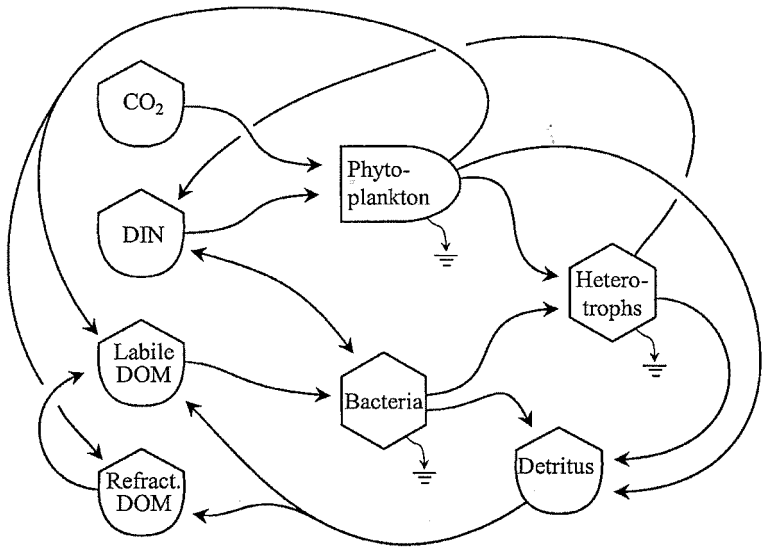 CO₂
Phyto-
plankton
DIN
Hetero-
trophs
Labile
DOM
Bacteria
Detritus
Refract.
DOM